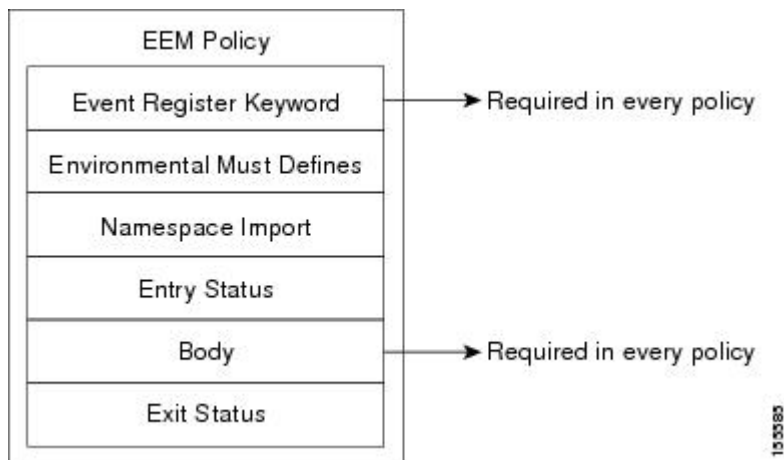 EEM Policy
Event Register Keyword
Required in every policy
Environmental Must Defines
Namespace Import
Entry Status
Body
Required in every policy
Exit Status
155585